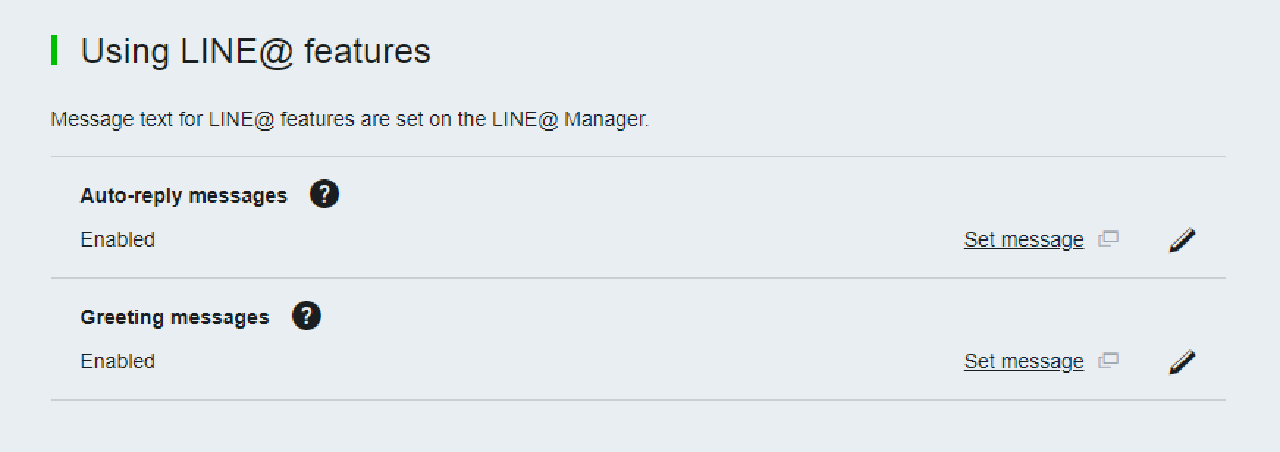 Using LINE@ features
Message text for LINE@ features are set on the LINE@ Manager.
Auto-reply messages ?
Enabled
Set message
Greeting messages ?
Enabled
Set message